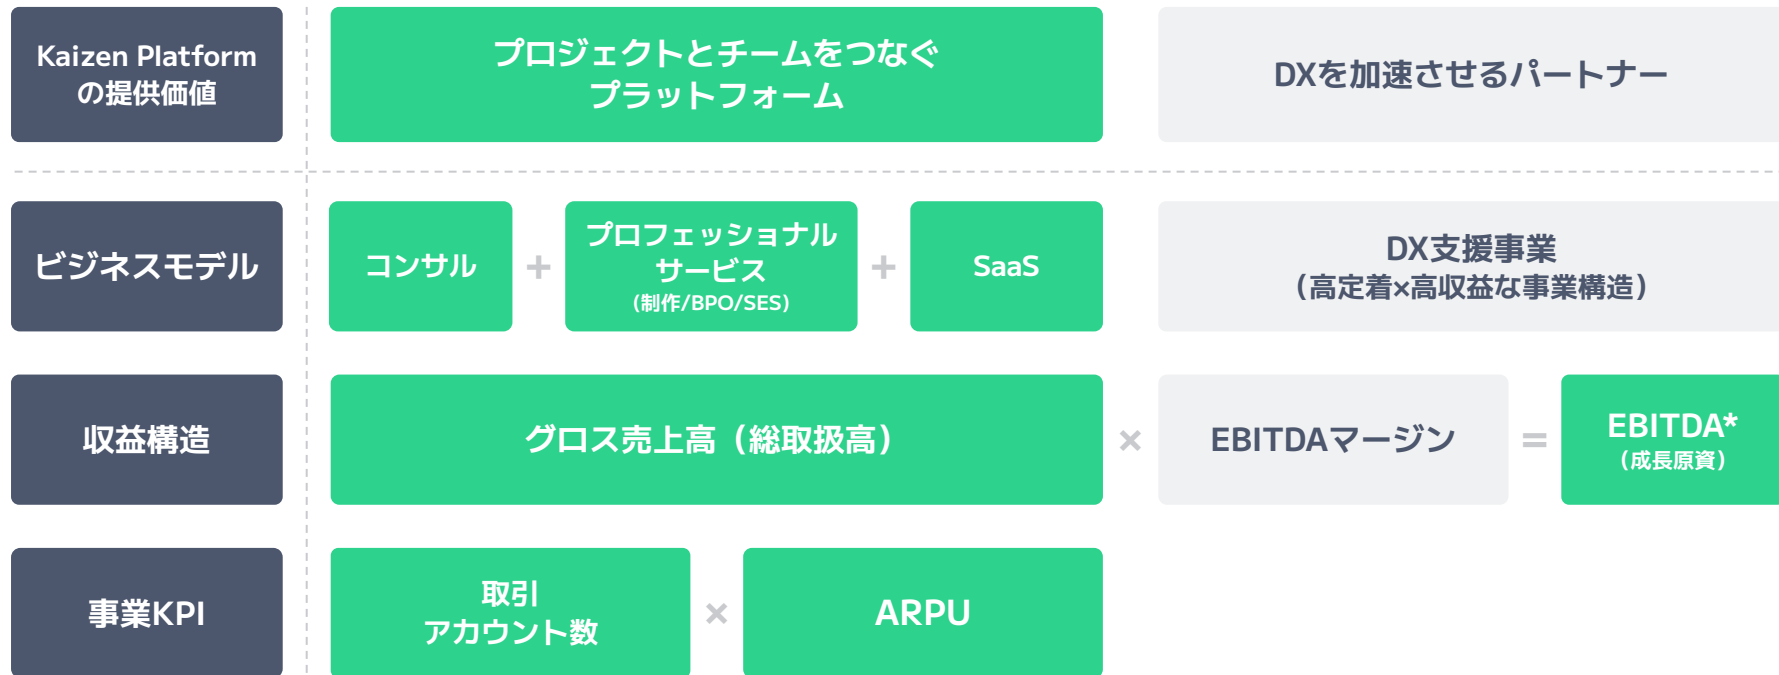 Kaizen Platform
の提供価値
プロジェクトとチームをつなぐ
プラットフォーム
DXを加速させるパートナー
ビジネスモデル
コンサル
+
プロフェッショナル
サービス
(制作/BPO/SES)
+
SaaS
DX支援事業
（高定着×高収益な事業構造）
収益構造
グロス売上高（総取扱高）
×
EBITDAマージン
=
EBITDA*
（成長原資）
事業KPI
取引
アカウント数
×
ARPU